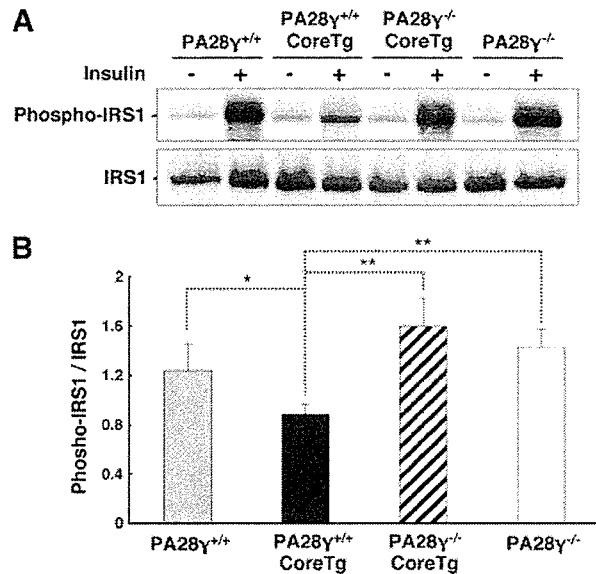 A
PA28γ+/+
PA28γ+/+
CoreTg
PA28γ-/-
CoreTg
PA28γ-/-
Insulin - + - + - + - +
Phospho-IRS1
IRS1
B
Phosho-IRS1 / IRS1
2
1.6
1.2
0.8
0.4
0
*
**
**
PA28γ+/+
PA28γ+/+
CoreTg
PA28γ-/-
CoreTg
PA28γ-/-